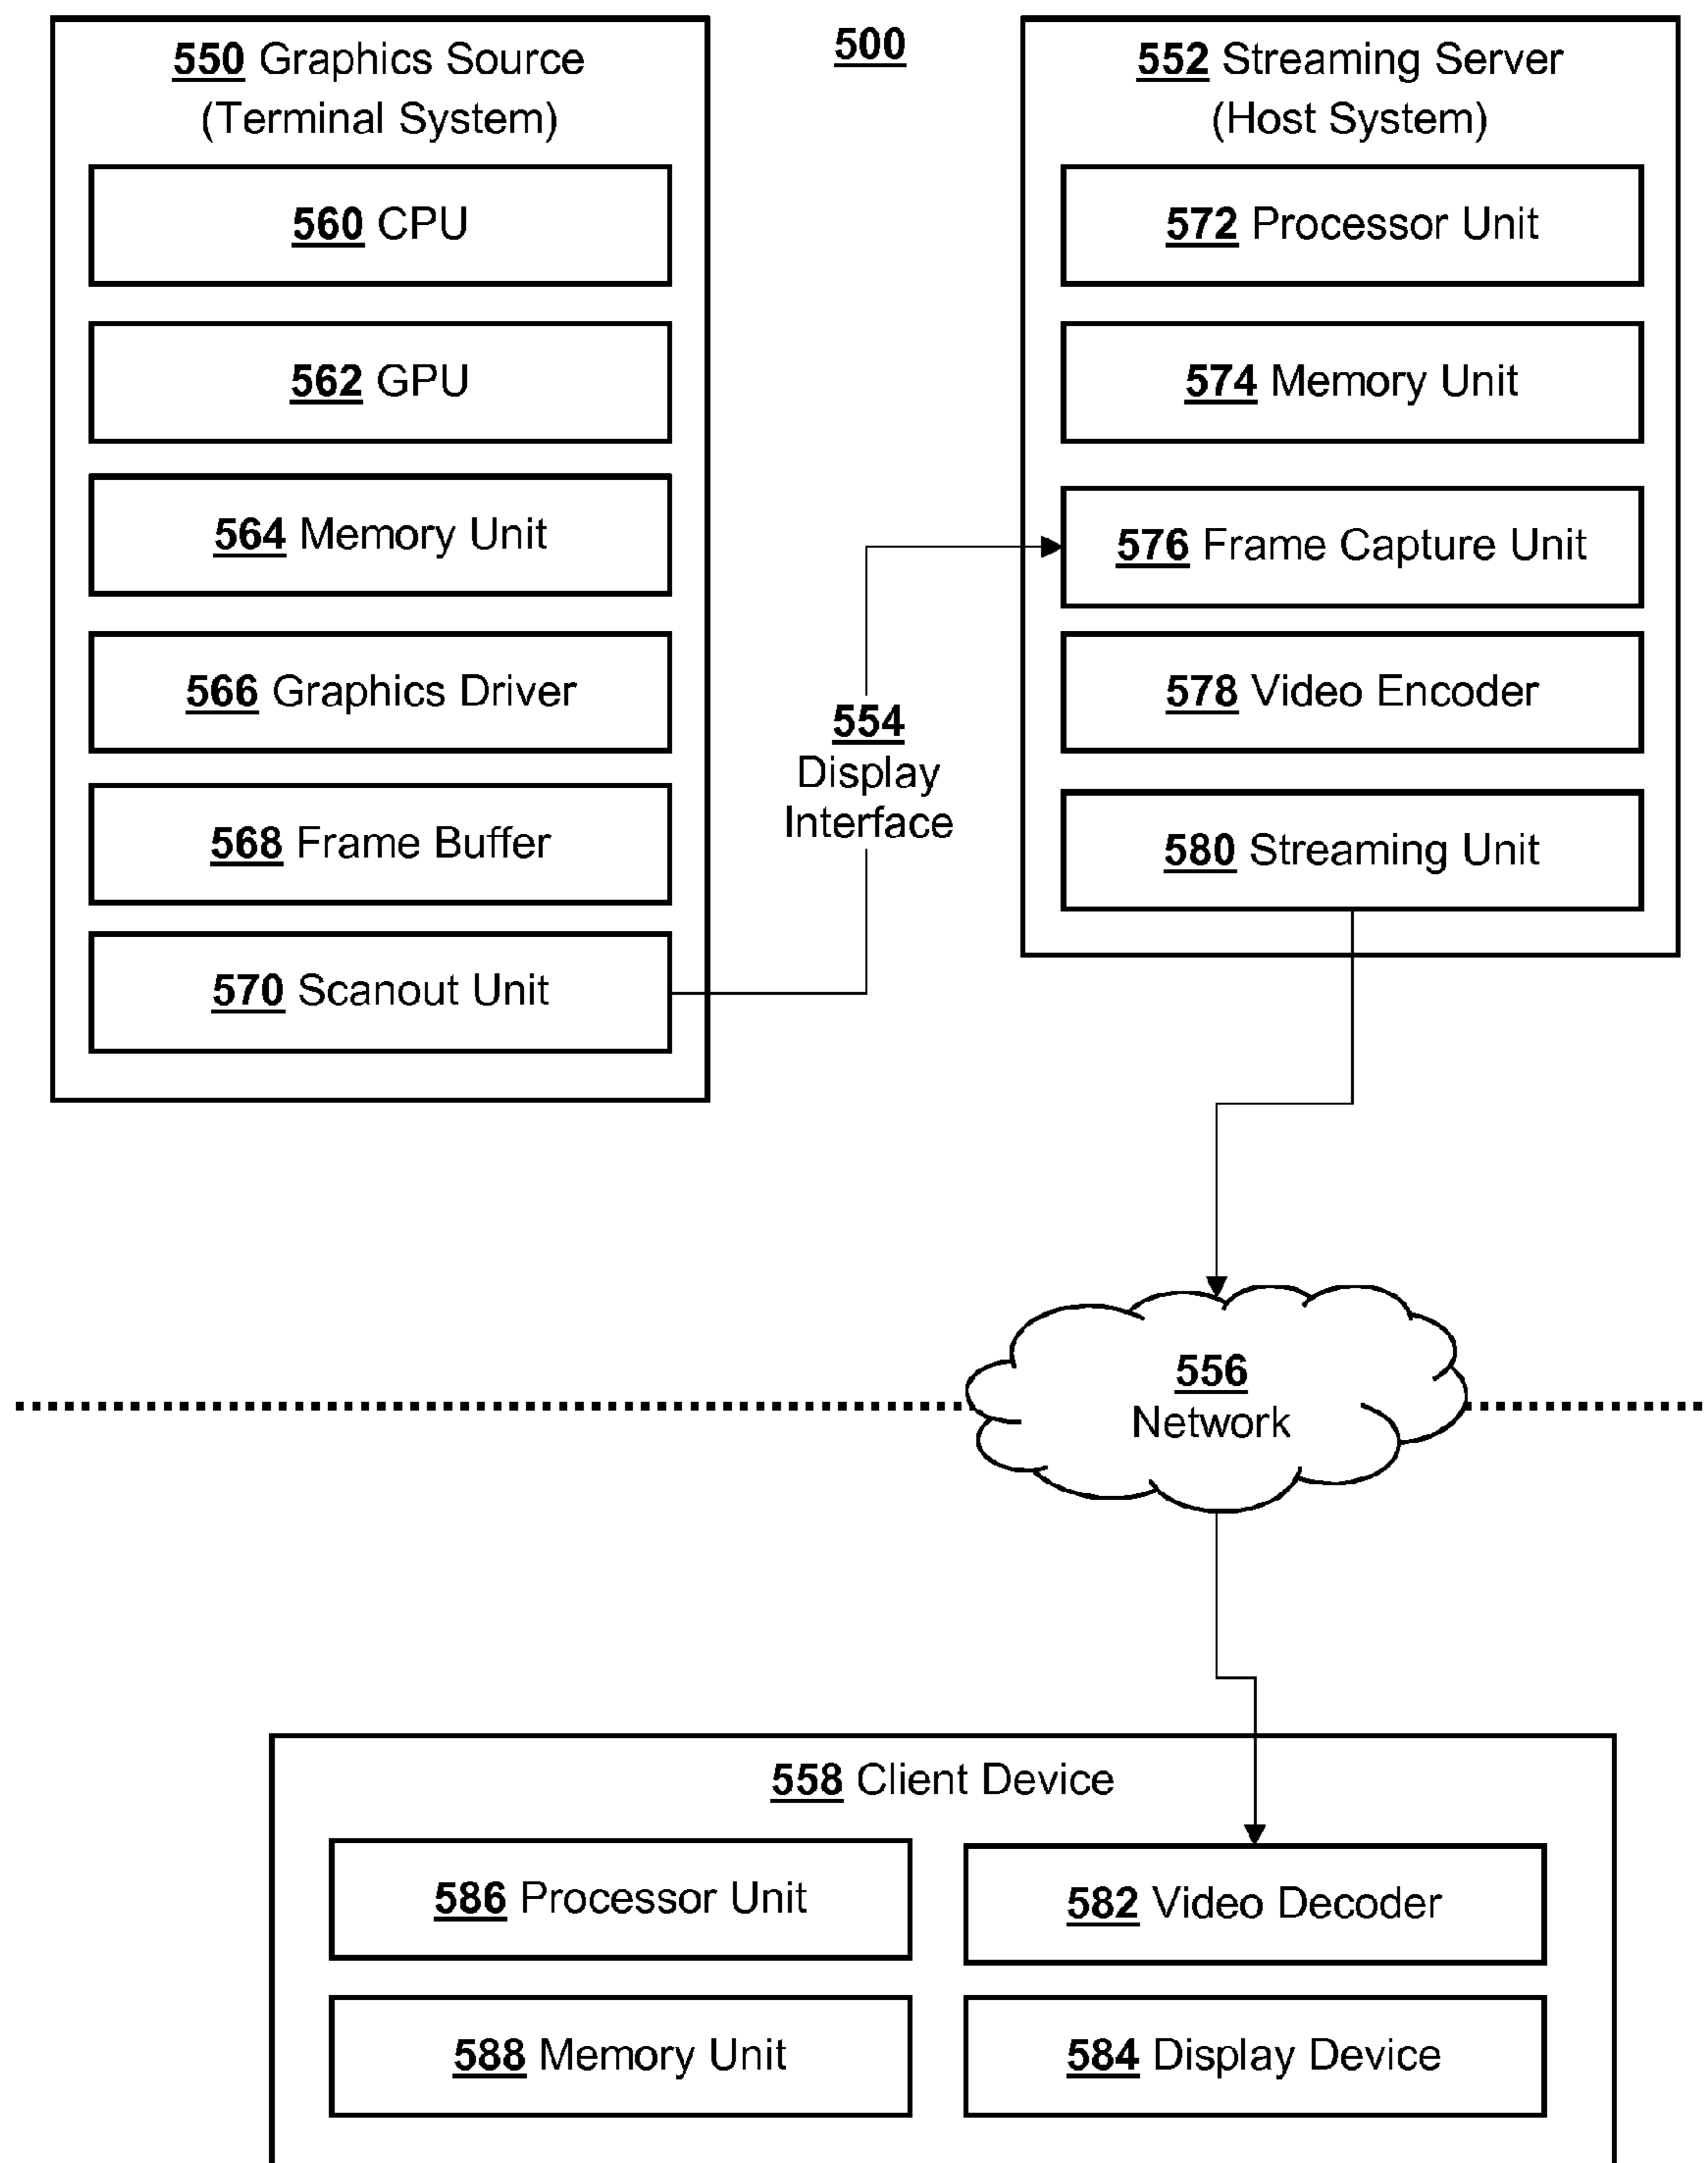 500
550 Graphics Source
(Terminal System)
560 CPU
562 GPU
564 Memory Unit
566 Graphics Driver
568 Frame Buffer
570 Scanout Unit
554
Display
Interface
552 Streaming Server
(Host System)
572 Processor Unit
574 Memory Unit
576 Frame Capture Unit
578 Video Encoder
580 Streaming Unit
556
Network
558 Client Device
586 Processor Unit
582 Video Decoder
588 Memory Unit
584 Display Device